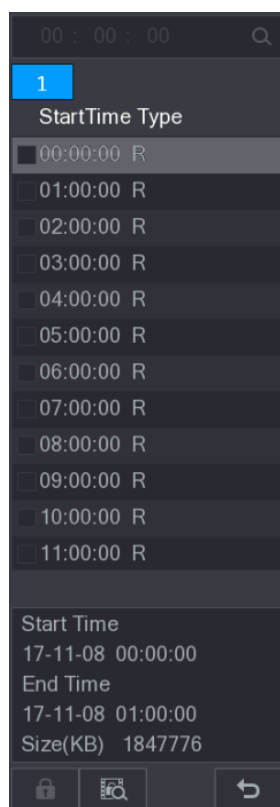 00 : 00 : 00
1
StartTime Type
00:00:00 R
01:00:00 R
02:00:00 R
03:00:00 R
04:00:00 R
05:00:00 R
06:00:00 R
07:00:00 R
08:00:00 R
09:00:00 R
10:00:00 R
11:00:00 R
Start Time
17-11-08 00:00:00
End Time
17-11-08 01:00:00
Size(KB) 1847776